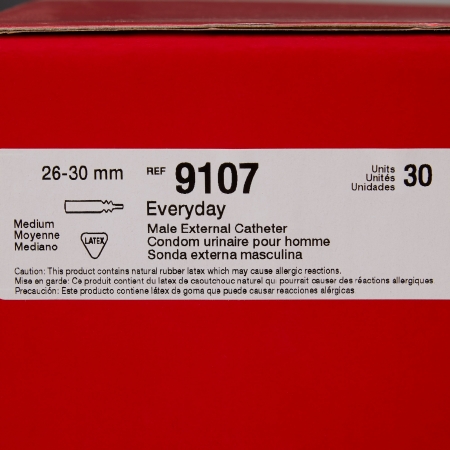 26-30 mm
REF 9107
Units
Unités
Unidades
30
Medium
Moyenne
Mediano
LATEX
Everyday
Male External Catheter
Condom urinaire pour homme
Sonda externa masculina
Caution: This product contains natural rubber latex which may cause allergic reactions.
Mise en garde: Ce produit contient du latex de caoutchouc naturel qui pourrait causer des réactions allergiques
Precaución: Este producto contiene látex de goma que puede causar reacciones alérgicas